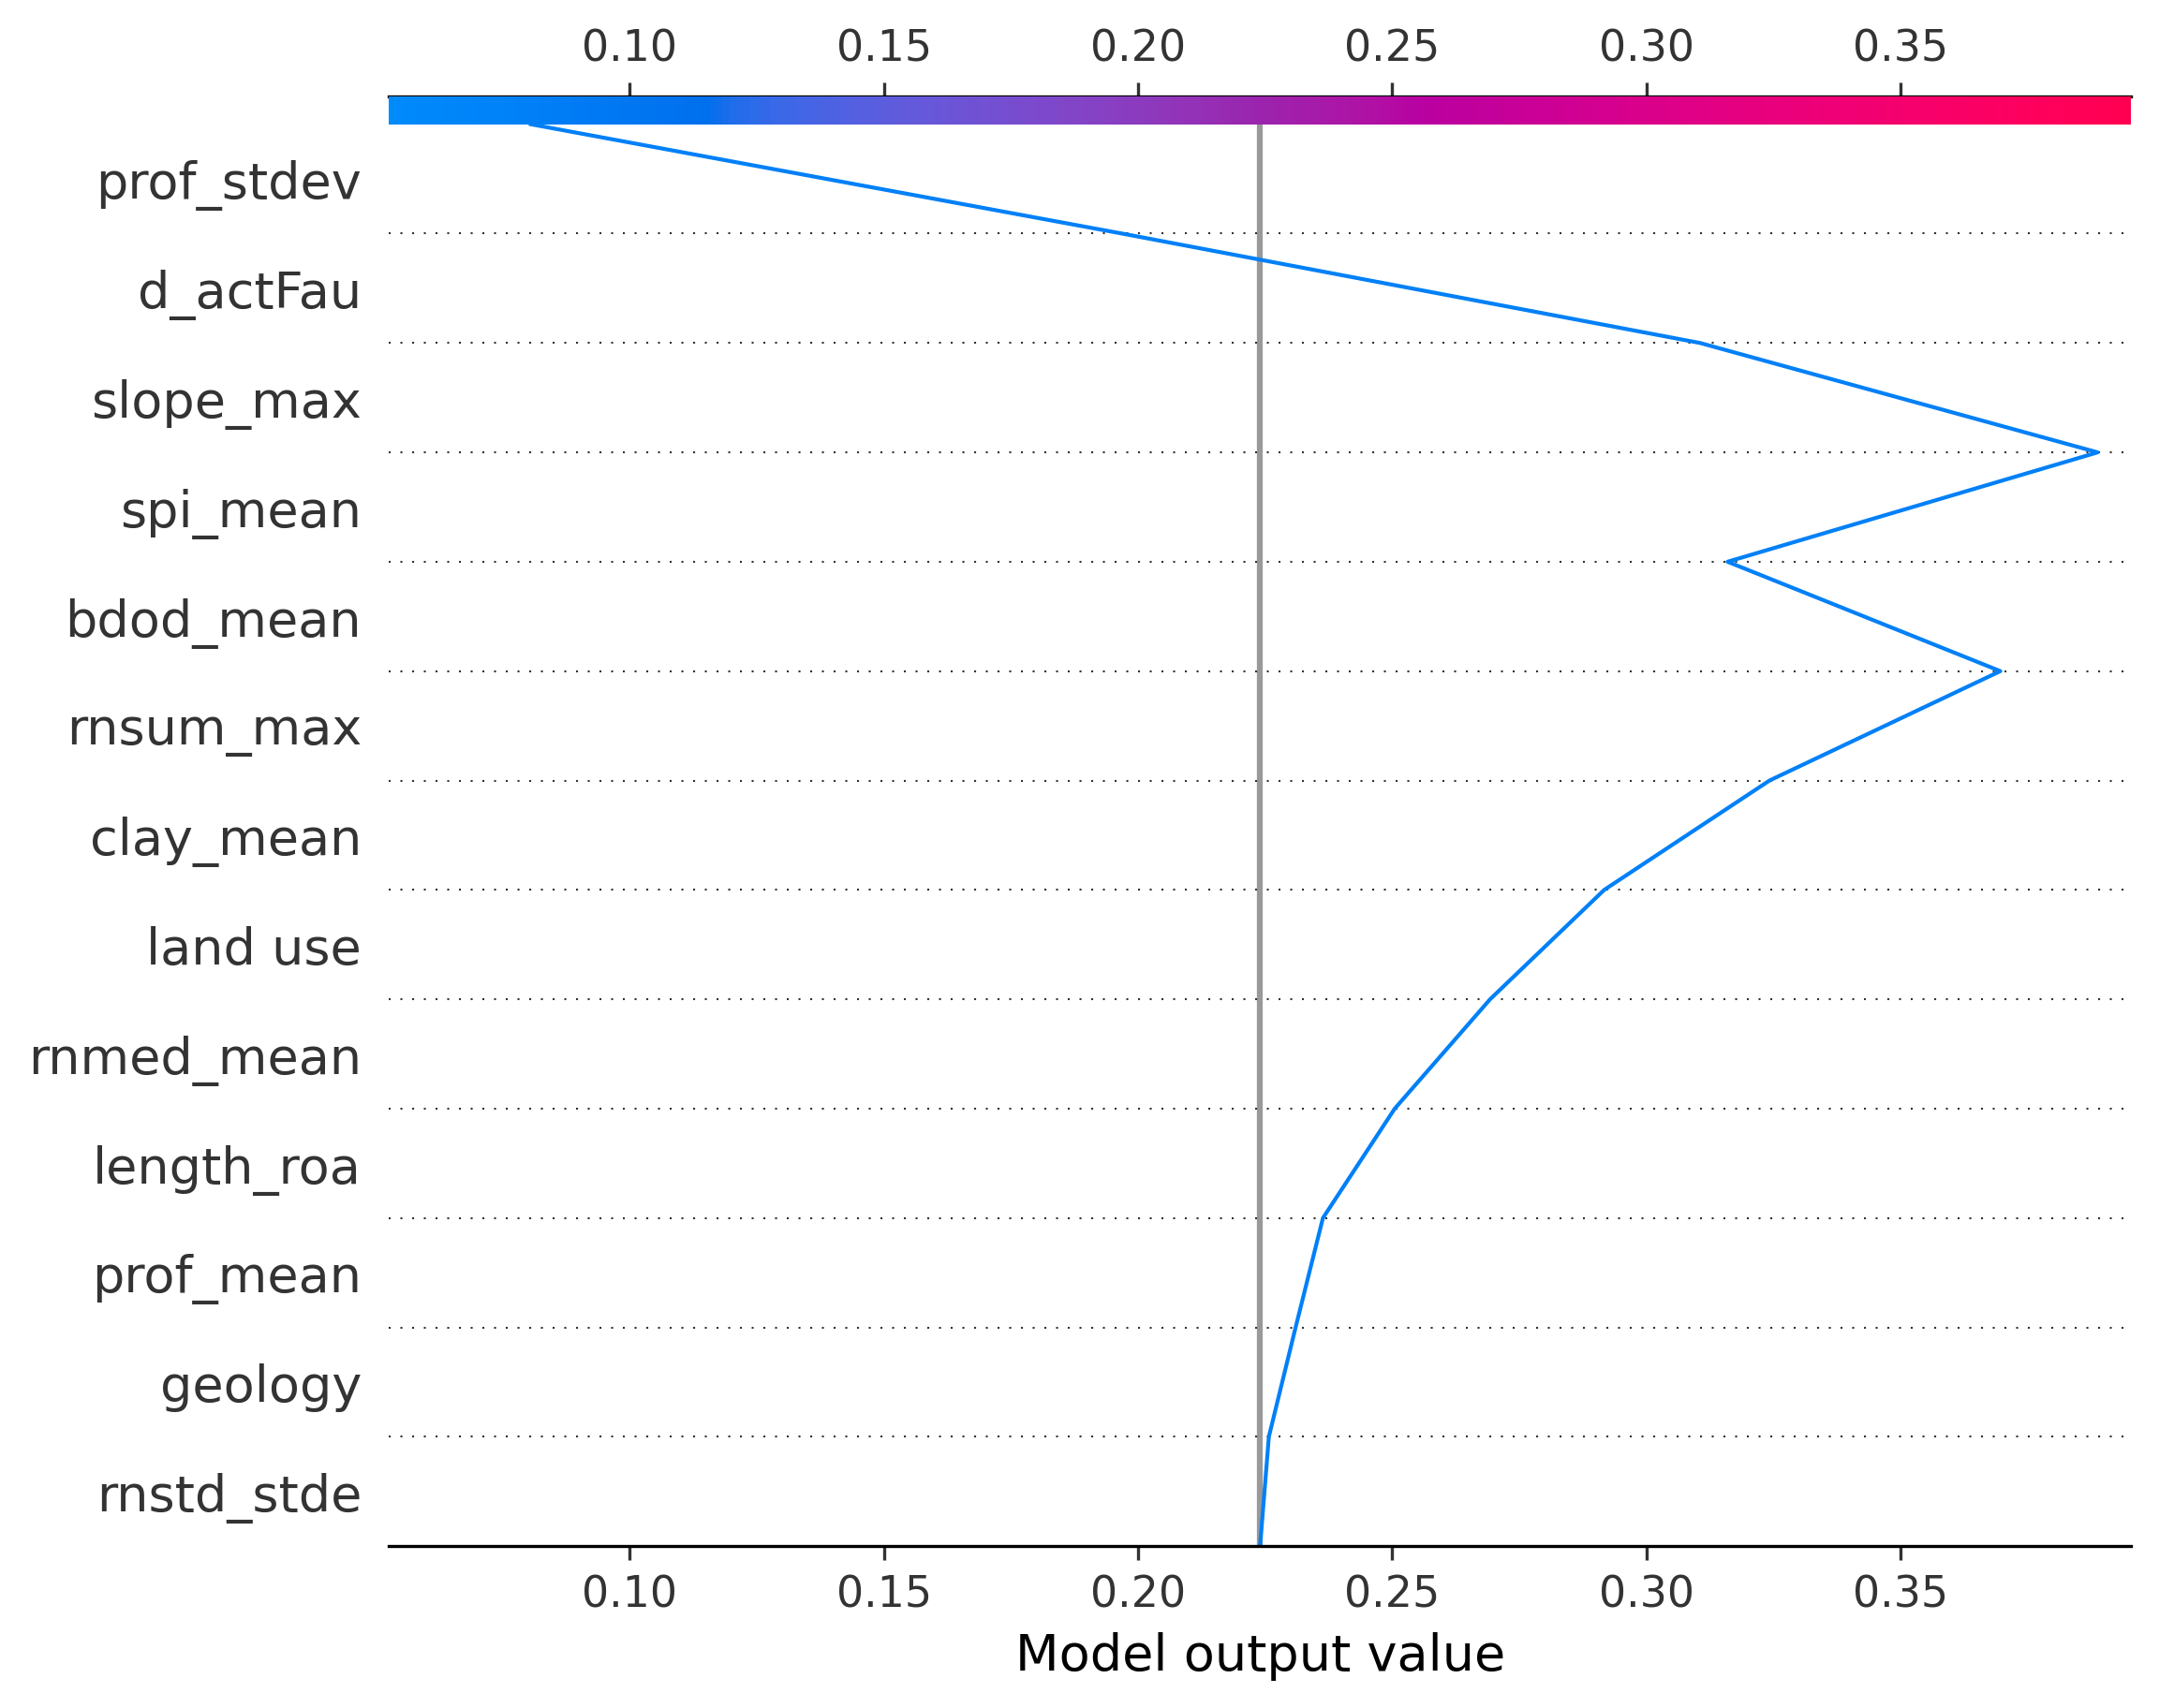 0.10 0.15 0.20 0.25 0.30 0.35
prof_stdev
d_actFau
slope_max
spi_mean
bdod_mean
rnsum_max
clay_mean
land use
rnmed_mean
length_roa
prof_mean
geology
rnstd_stde
0.10 0.15 0.20 0.25 0.30 0.35
Model output value